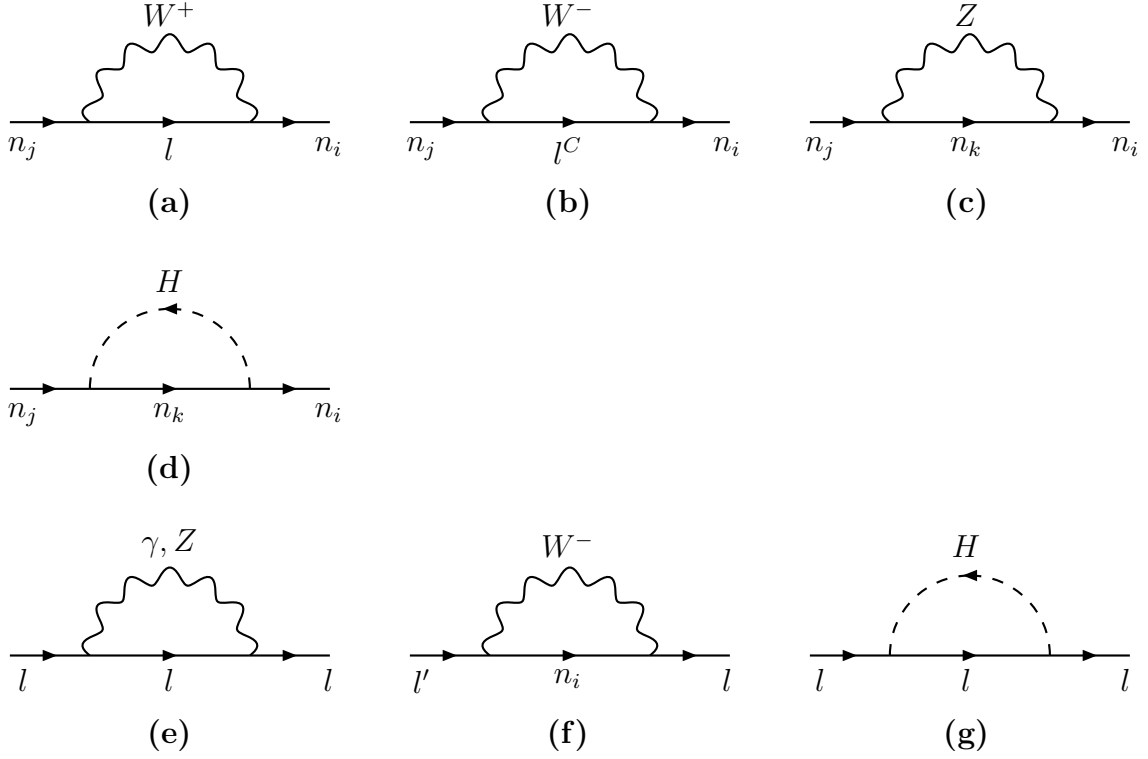 W⁺ W⁻ Z
n_j l n_i n_j l^C n_i n_j n_k n_i
(a) (b) (c)
H
n_j n_k n_i
(d)
γ, Z W⁻ H
l l l l′ n_i l l l l
(e) (f) (g)